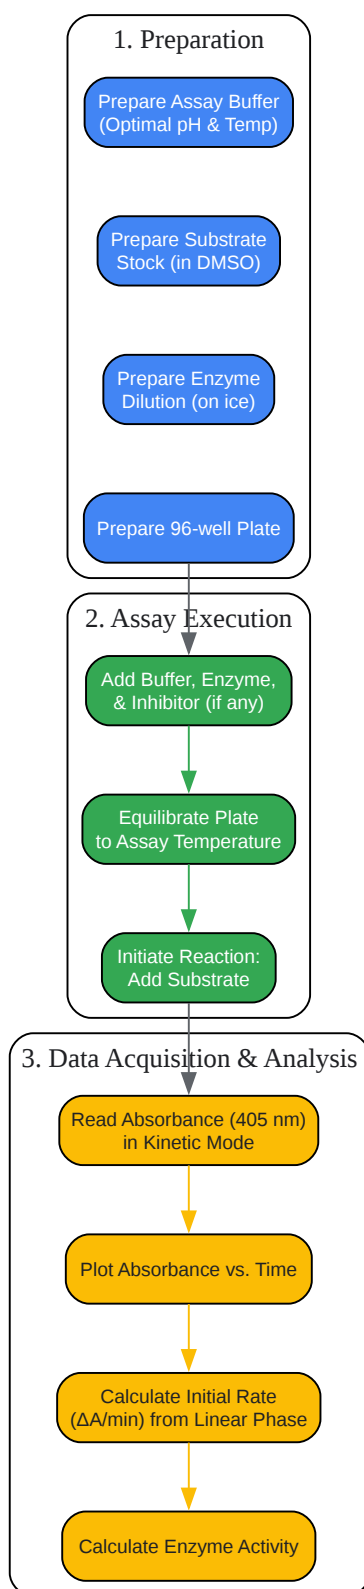 1. Preparation
Prepare Assay Buffer
(Optimal pH & Temp)
Prepare Substrate
Stock (in DMSO)
Prepare Enzyme
Dilution (on ice)
Prepare 96-well Plate
2. Assay Execution
Add Buffer, Enzyme,
& Inhibitor (if any)
Equilibrate Plate
to Assay Temperature
Initiate Reaction:
Add Substrate
3. Data Acquisition & Analysis
Read Absorbance (405 nm)
in Kinetic Mode
Plot Absorbance vs. Time
Calculate Initial Rate
(ΔA/min) from Linear Phase
Calculate Enzyme Activity